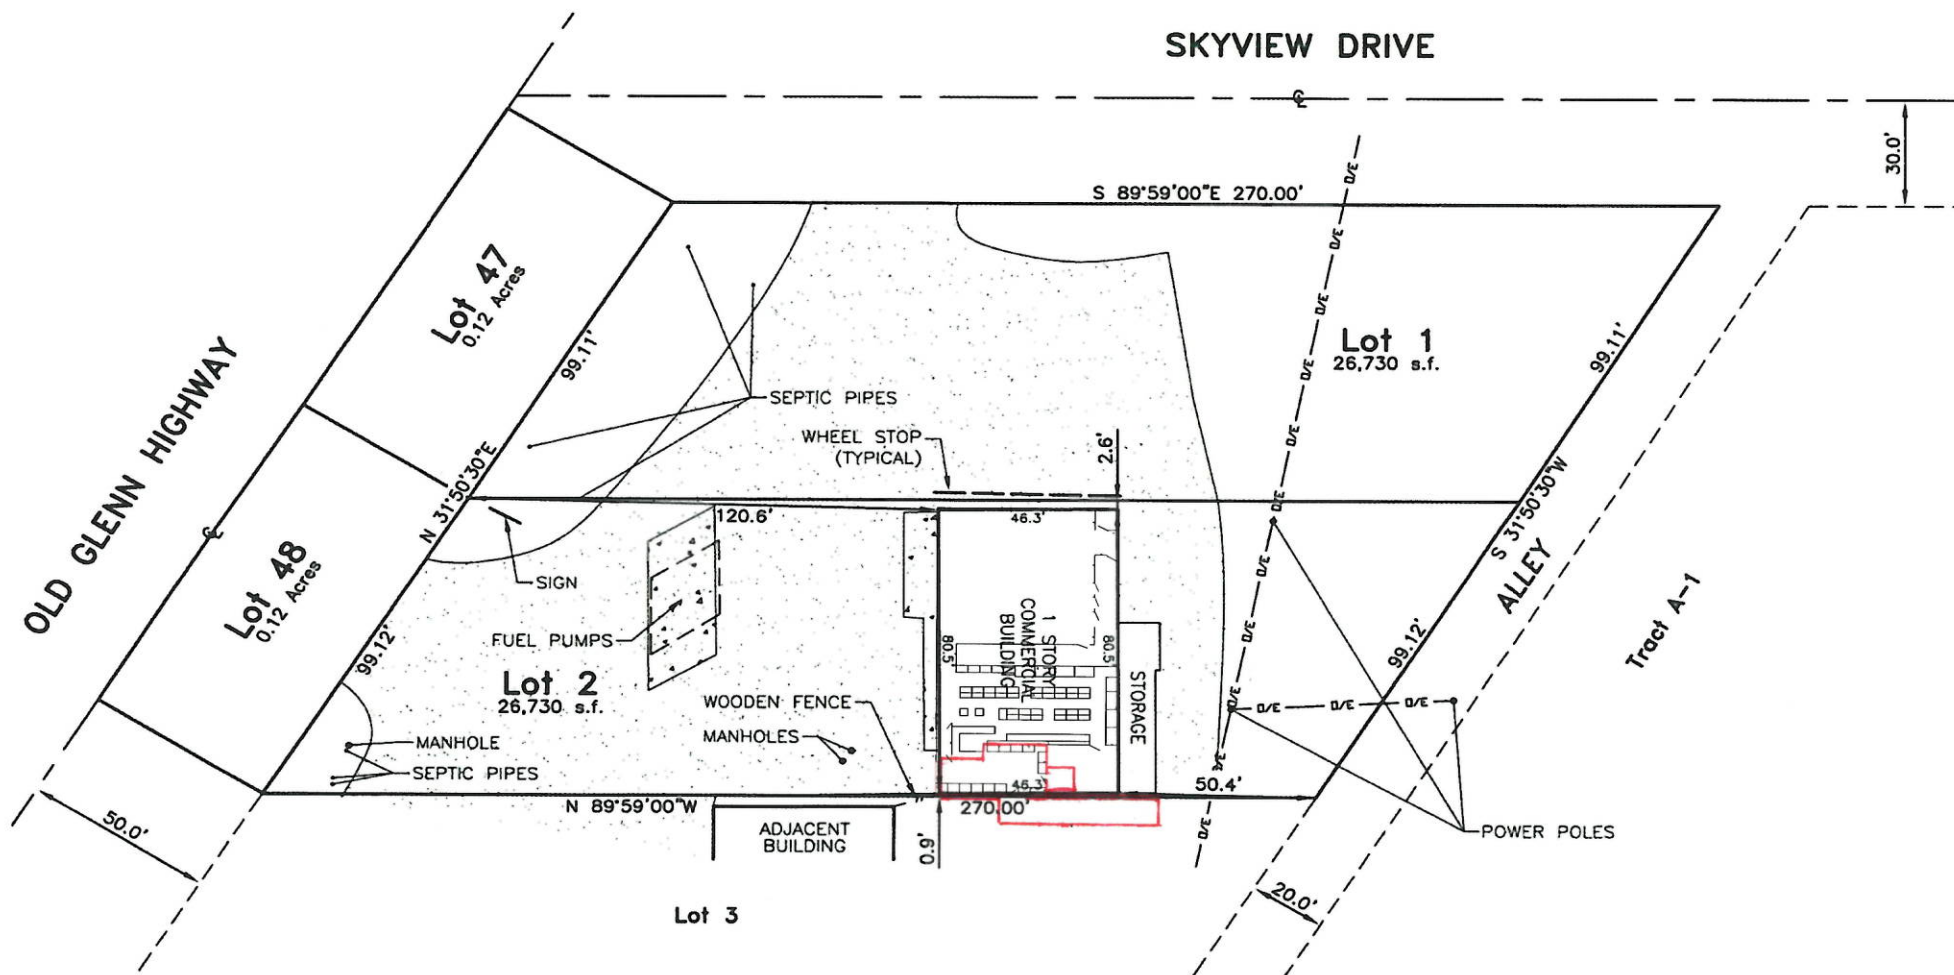 SKYVIEW DRIVE
℄
30.0'
S 89°59'00"E 270.00'
O/E
O/E
O/E
O/E
O/E
O/E
Lot 47
0.12 Acres
99.11'
Lot 1
26,730 s.f.
99.11'
SEPTIC PIPES
WHEEL STOP
(TYPICAL)
2.6'
OLD GLENN HIGHWAY
℄
N 31°50'30"E
S 31°50'30"W
ALLEY
Tract A-1
120.6'
46.3'
O/E
O/E
O/E
SIGN
Lot 48
0.12 Acres
99.12'
FUEL PUMPS
1 STORY
COMMERCIAL
BUILDING
80.5'
80.5'
99.12'
Lot 2
26,730 s.f.
WOODEN FENCE
STORAGE
O/E
O/E
O/E
O/E
MANHOLE
MANHOLES
SEPTIC PIPES
O/E
46.3'
50.4'
N 89°59'00"W
270.00'
50.0'
ADJACENT
BUILDING
0.9'
O/E
POWER POLES
20.0'
Lot 3